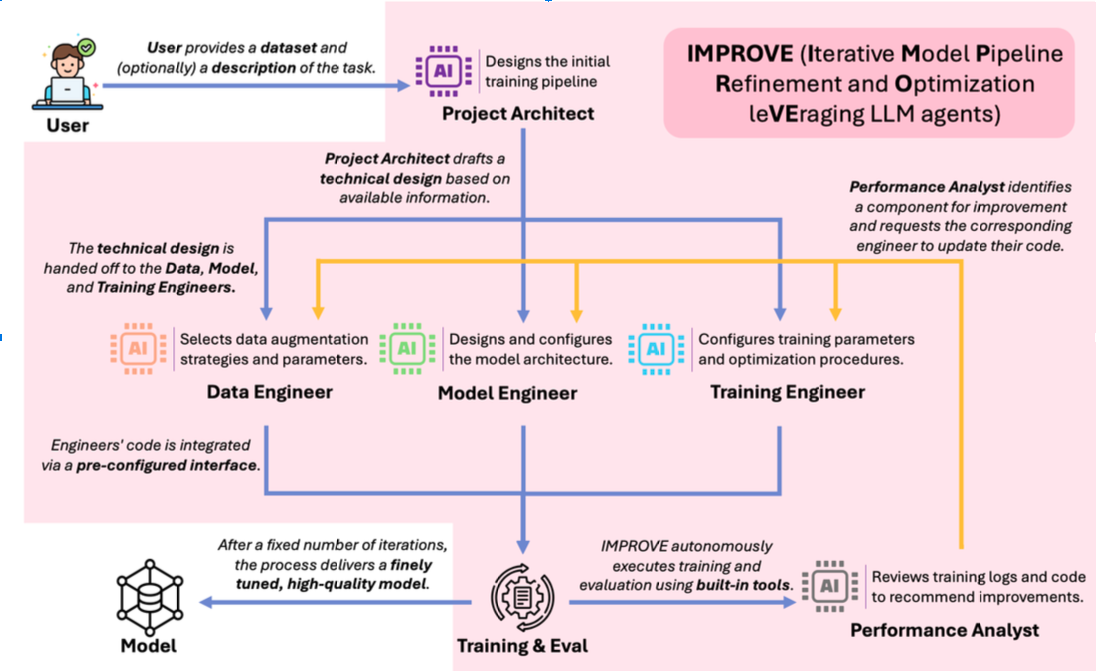 User provides a dataset and
(optionally) a description of the task.
User
AI
Designs the initial
training pipeline
Project Architect
IMPROVE (Iterative Model Pipeline
Refinement and Optimization
leVEraging LLM agents)
Project Architect drafts a
technical design based on
available information.
Performance Analyst identifies
a component for improvement
and requests the corresponding
engineer to update their code.
The technical design is
handed off to the Data, Model,
and Training Engineers.
AI
Selects data augmentation
strategies and parameters.
Data Engineer
AI
Designs and configures
the model architecture.
Model Engineer
AI
Configures training parameters
and optimization procedures.
Training Engineer
Engineers' code is integrated
via a pre-configured interface.
After a fixed number of iterations,
the process delivers a finely
tuned, high-quality model.
Model
Training & Eval
IMPROVE autonomously
executes training and
evaluation using built-in tools.
AI
Reviews training logs and code
to recommend improvements.
Performance Analyst